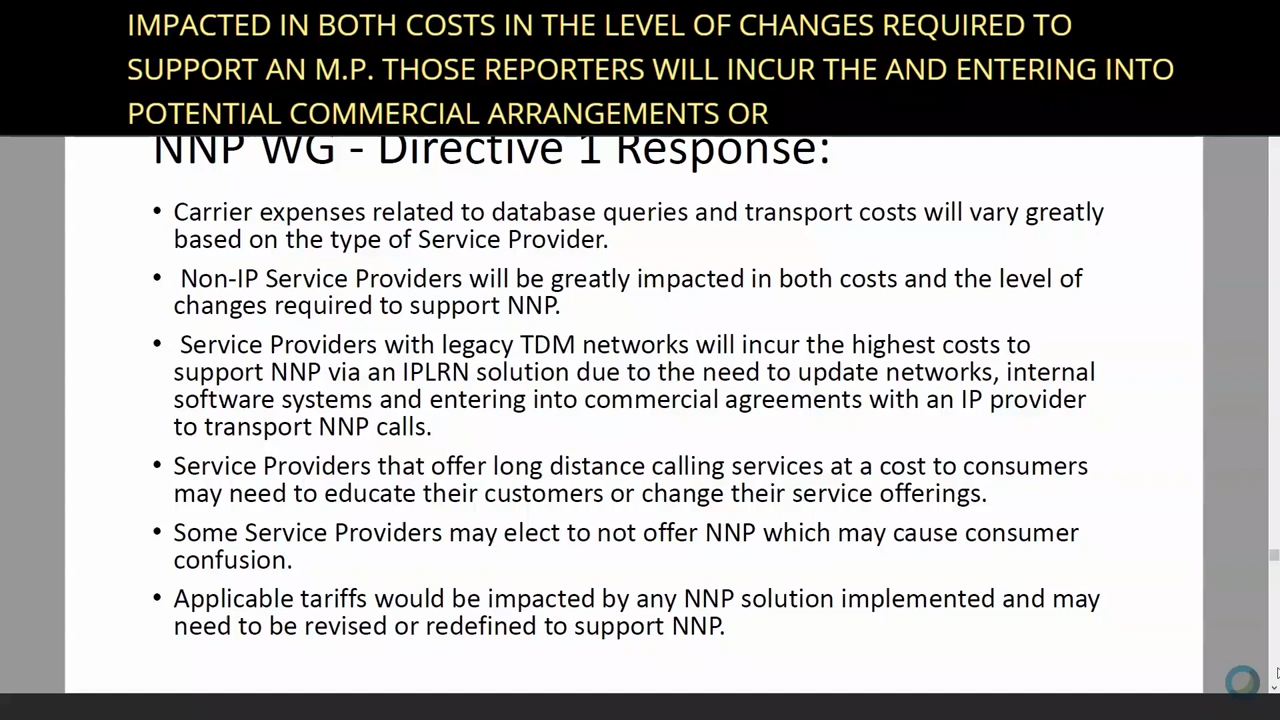 IMPACTED IN BOTH COSTS IN THE LEVEL OF CHANGES REQUIRED TO
SUPPORT AN M.P. THOSE REPORTERS WILL INCUR THE AND ENTERING INTO
POTENTIAL COMMERCIAL ARRANGEMENTS OR
NNP WG - Directive 1 Response:
• Carrier expenses related to database queries and transport costs will vary greatly
based on the type of Service Provider.
• Non-IP Service Providers will be greatly impacted in both costs and the level of
changes required to support NNP.
• Service Providers with legacy TDM networks will incur the highest costs to
support NNP via an IPLRN solution due to the need to update networks, internal
software systems and entering into commercial agreements with an IP provider
to transport NNP calls.
• Service Providers that offer long distance calling services at a cost to consumers
may need to educate their customers or change their service offerings.
• Some Service Providers may elect to not offer NNP which may cause consumer
confusion.
• Applicable tariffs would be impacted by any NNP solution implemented and may
need to be revised or redefined to support NNP.